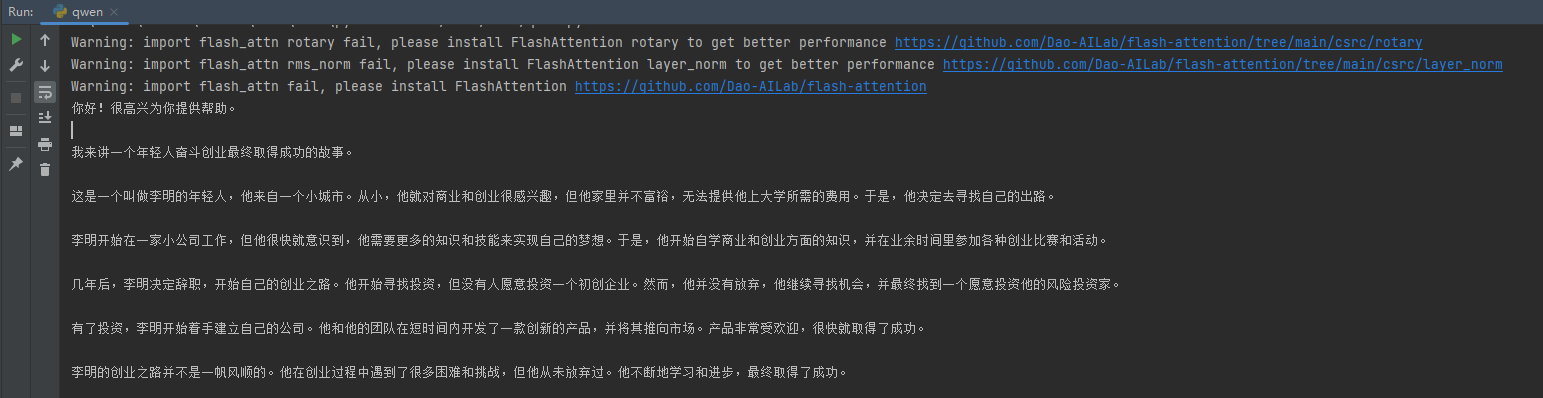 Run: qwen
Warning: import flash_attn rotary fail, please install FlashAttention rotary to get better performance https://github.com/Dao-AILab/flash-attention/tree/main/csrc/rotary
Warning: import flash_attn rms_norm fail, please install FlashAttention layer_norm to get better performance https://github.com/Dao-AILab/flash-attention/tree/main/csrc/layer_norm
Warning: import flash_attn fail, please install FlashAttention https://github.com/Dao-AILab/flash-attention
你好！很高兴为你提供帮助。
我来讲一个年轻人奋斗创业最终取得成功的故事。
这是一个叫做李明的年轻人，他来自一个小城市。从小，他就对商业和创业很感兴趣，但他家里并不富裕，无法提供他上大学所需的费用。于是，他决定去寻找自己的出路。
李明开始在一家小公司工作，但他很快就意识到，他需要更多的知识和技能来实现自己的梦想。于是，他开始自学商业和创业方面的知识，并在业余时间里参加各种创业比赛和活动。
几年后，李明决定辞职，开始自己的创业之路。他开始寻找投资，但没有人愿意投资一个初创企业。然而，他并没有放弃，他继续寻找机会，并最终找到一个愿意投资他的风险投资家。
有了投资，李明开始着手建立自己的公司。他和他的团队在短时间内开发了一款创新的产品，并将其推向市场。产品非常受欢迎，很快就取得了成功。
李明的创业之路并不是一帆风顺的。他在创业过程中遇到了很多困难和挑战，但他从未放弃过。他不断地学习和进步，最终取得了成功。